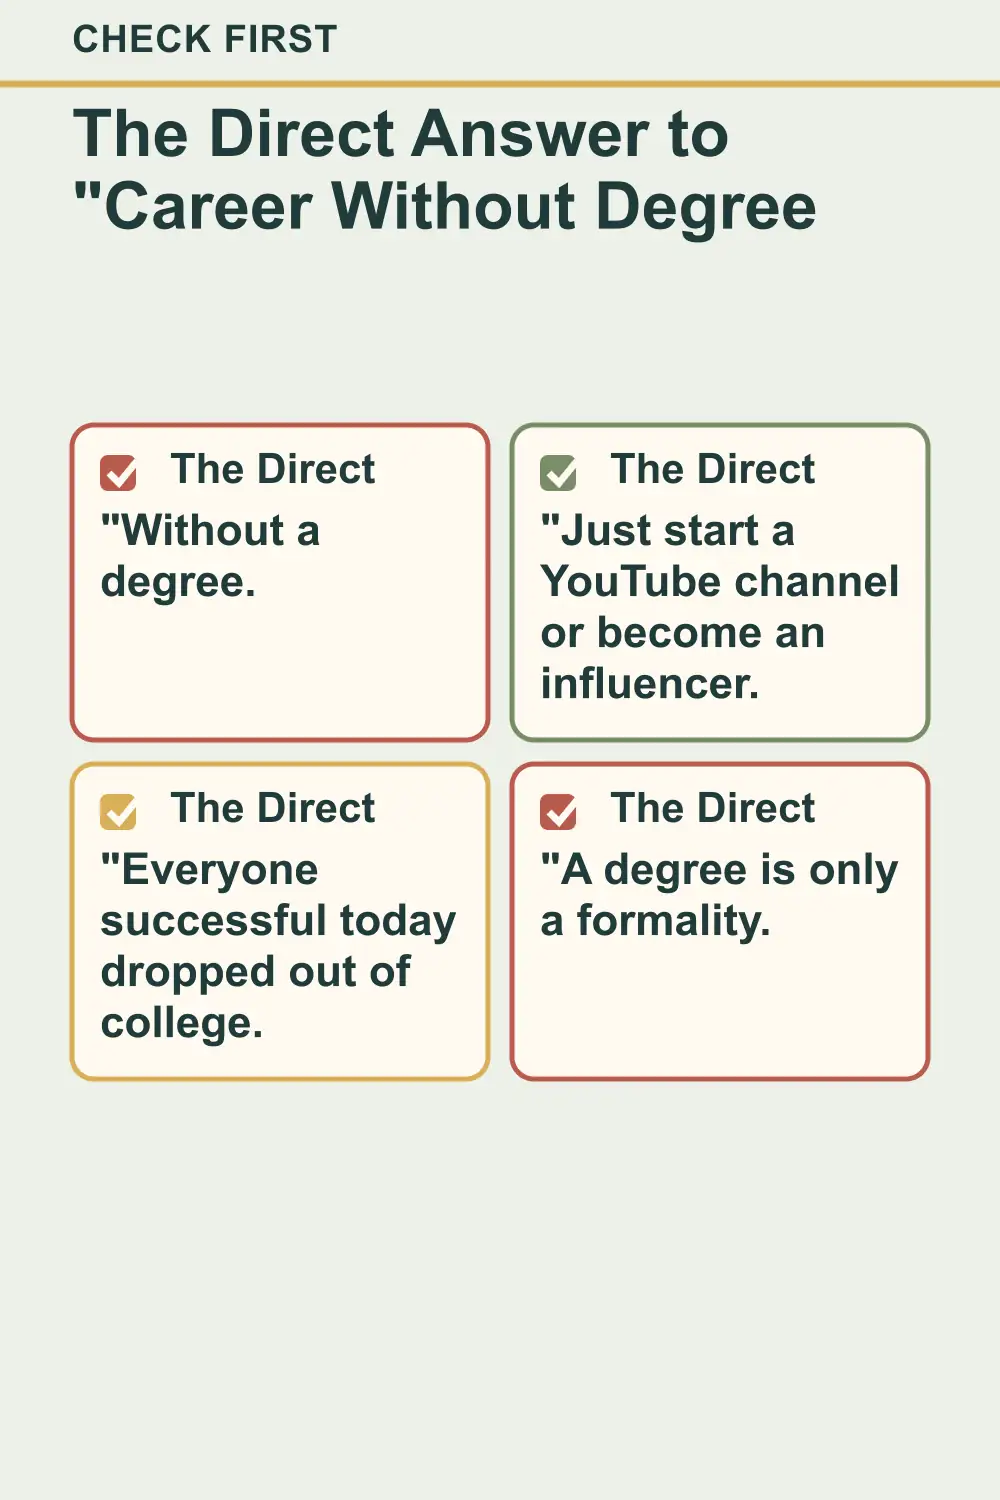 CHECK FIRST
The Direct Answer to
"Career Without Degree
The Direct
"Without a
degree.
The Direct
"Just start a
YouTube channel
or become an
influencer.
The Direct
"Everyone
successful today
dropped out of
college.
The Direct
"A degree is only
a formality.